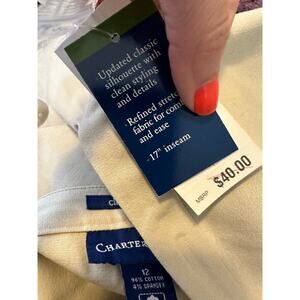 Updated classic
silhouette with
clean styling
and details
· Refined stretch
fabric for
and ease
· 17" inseam
MSRP
$40.00
CHARTER
12
96% COTTON
4% SPANDEX